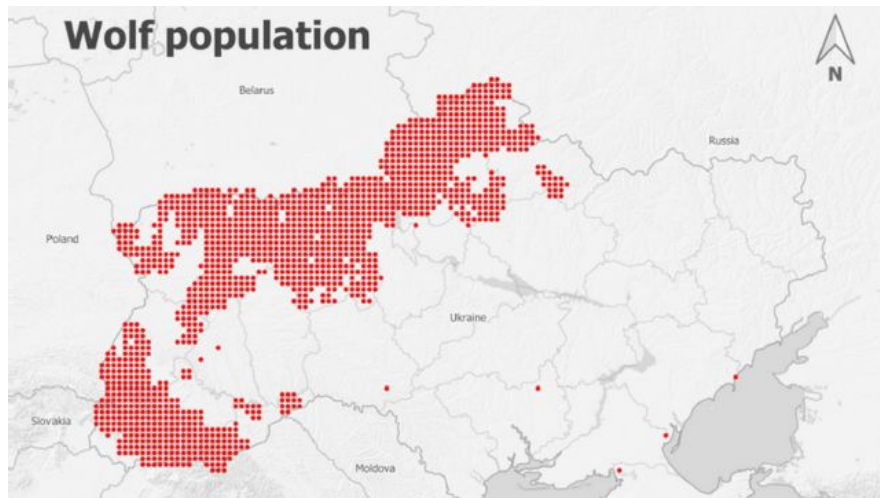 Wolf population
N
Belarus
Russia
Poland
Ukraine
Slovakia
Moldova